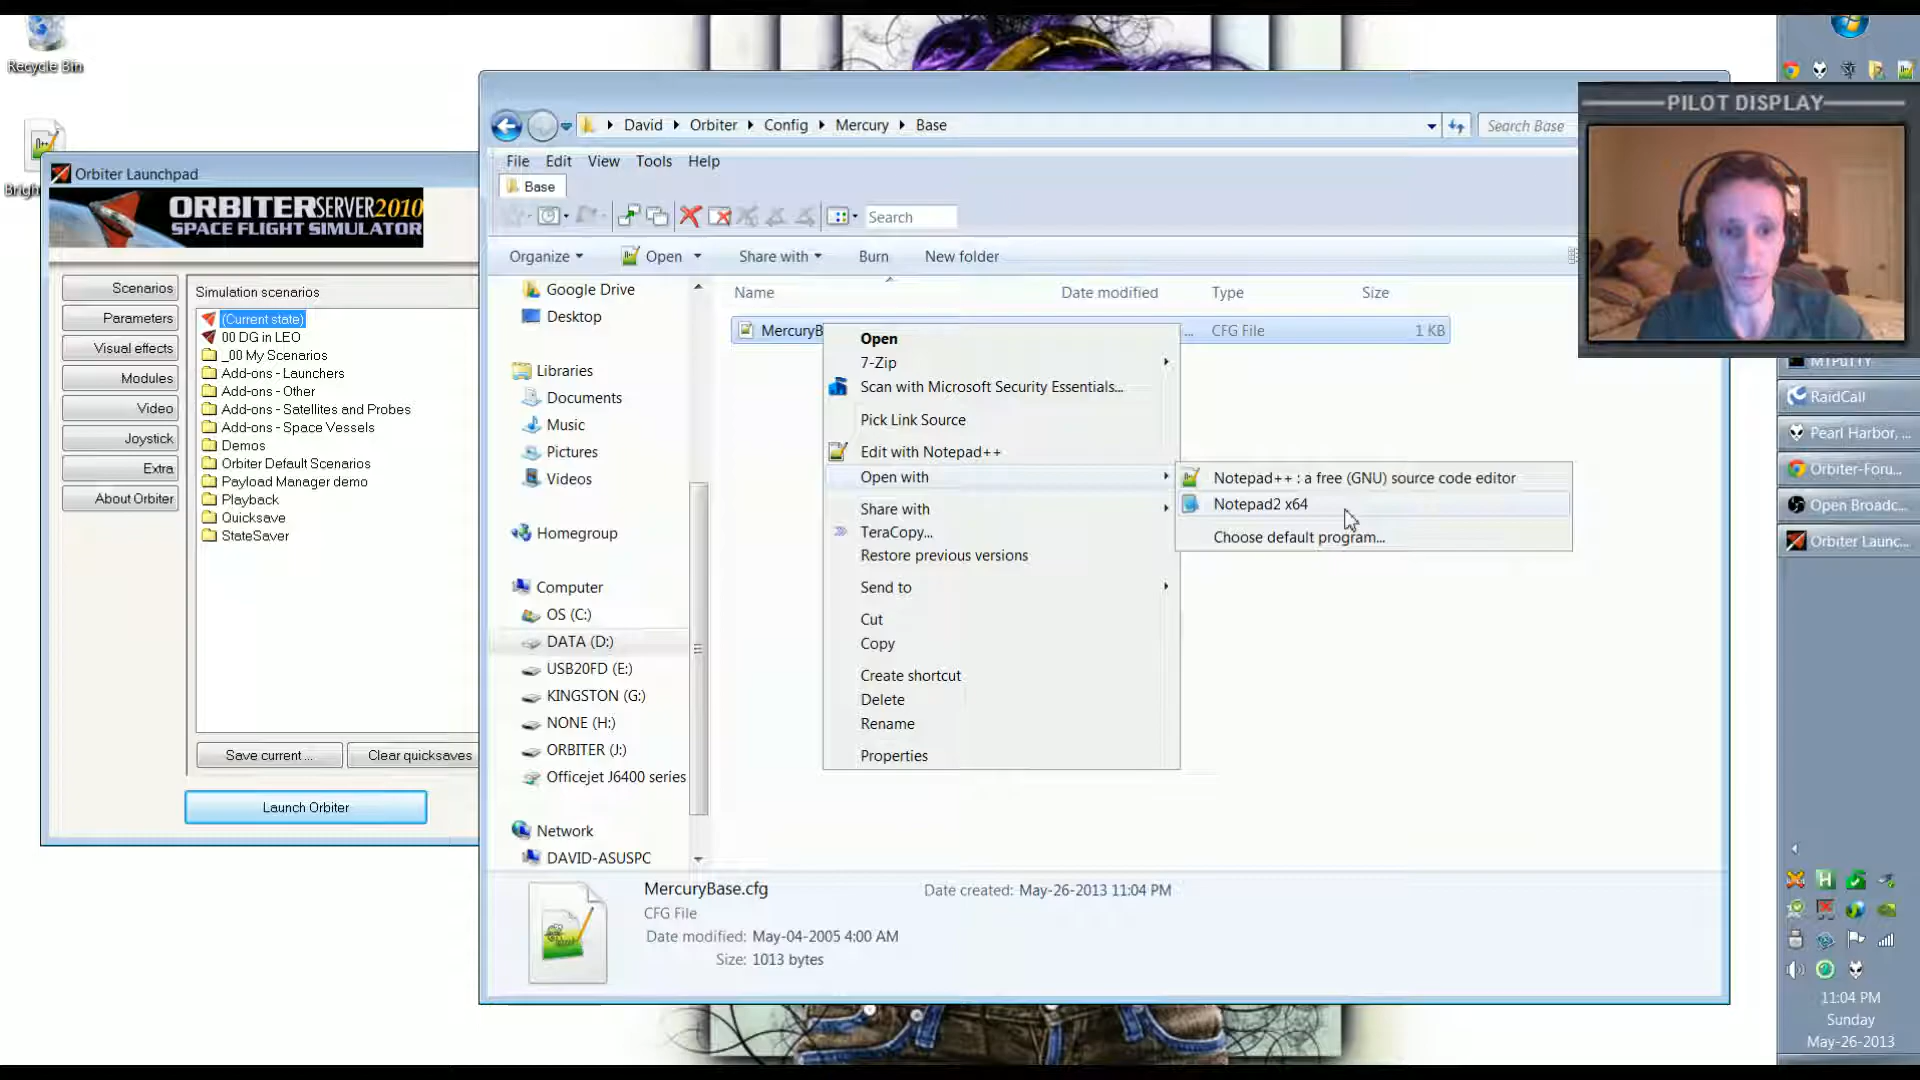 Recycle Bin
Brigh
Orbiter Launchpad
ORBITERSERVER2010
SPACE FLIGHT SIMULATOR
Scenarios
Parameters
Visual effects
Modules
Video
Joystick
Extra
About Orbiter
Simulation scenarios
(Current state)
00 DG in LEO
_00 My Scenarios
Add-ons - Launchers
Add-ons - Other
Add-ons - Satellites and Probes
Add-ons - Space Vessels
Demos
Orbiter Default Scenarios
Payload Manager demo
Playback
Quicksave
StateSaver
Save current ...
Clear quicksaves
Launch Orbiter
David
Orbiter
Config
Mercury
Base
Search Base
File
Edit
View
Tools
Help
Base
Search
Organize
Open
Share with
Burn
New folder
Google Drive
Desktop
Libraries
Documents
Music
Pictures
Videos
Homegroup
Computer
OS (C:)
DATA (D:)
USB20FD (E:)
KINGSTON (G:)
NONE (H:)
ORBITER (J:)
Officejet J6400 series
Network
DAVID-ASUSPC
Name
Date modified
Type
Size
MercuryB
...
CFG File
1 KB
Open
7-Zip
Scan with Microsoft Security Essentials...
Pick Link Source
Edit with Notepad++
Open with
Share with
TeraCopy...
Restore previous versions
Send to
Cut
Copy
Create shortcut
Delete
Rename
Properties
Notepad++ : a free (GNU) source code editor
Notepad2 x64
Choose default program...
MercuryBase.cfg
CFG File
Date modified: May-04-2005 4:00 AM
Size: 1013 bytes
Date created: May-26-2013 11:04 PM
PILOT DISPLAY
MTPuTTY
RaidCall
Pearl Harbor, ...
Orbiter-Foru...
Open Broadc...
Orbiter Launc...
11:04 PM
Sunday
May-26-2013